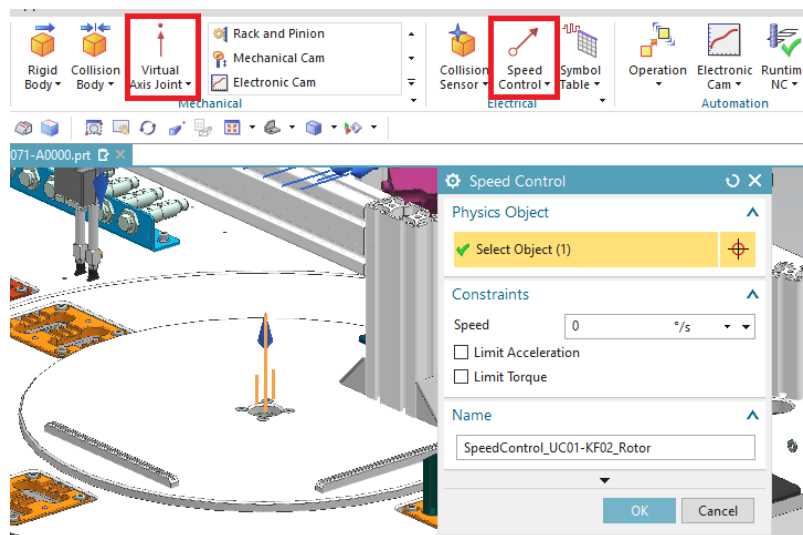 Rack and Pinion
Mechanical Cam
Electronic Cam
Rigid Body
Collision Body
Virtual Axis Joint
Mechanical
Collision Sensor
Speed Control
Symbol Table
Electrical
Operation
Electronic Cam
Runtim
NC
Automation
071-A0000.prt
Speed Control
Physics Object
Select Object (1)
Constraints
Speed
0
°/s
Limit Acceleration
Limit Torque
Name
SpeedControl_UC01-KF02_Rotor
OK
Cancel